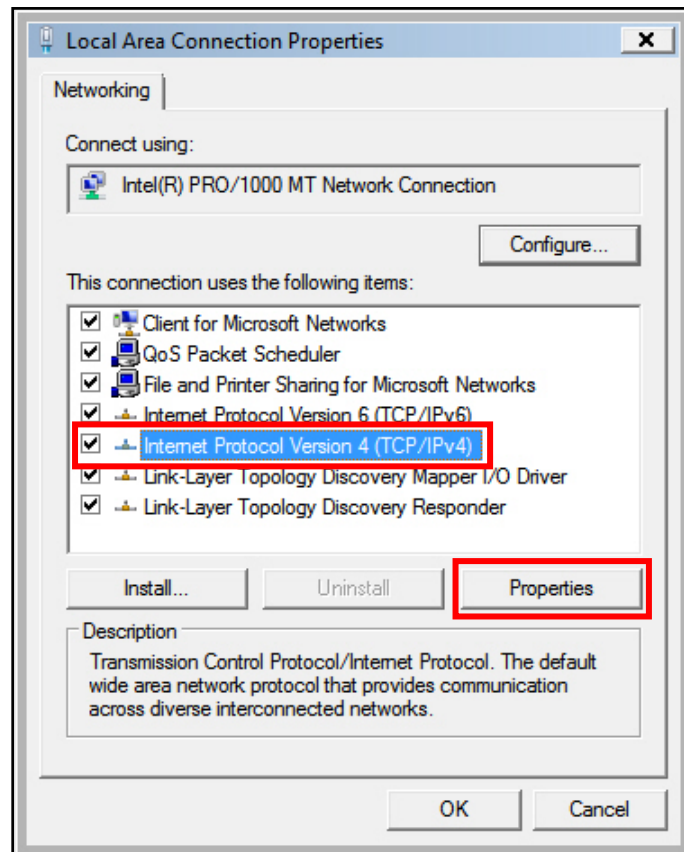 Local Area Connection Properties
Networking
Connect using:
Intel(R) PRO/1000 MT Network Connection
Configure...
This connection uses the following items:
Client for Microsoft Networks
QoS Packet Scheduler
File and Printer Sharing for Microsoft Networks
Internet Protocol Version 6 (TCP/IPv6)
Internet Protocol Version 4 (TCP/IPv4)
Link-Layer Topology Discovery Mapper I/O Driver
Link-Layer Topology Discovery Responder
Install... Uninstall Properties
Description
Transmission Control Protocol/Internet Protocol. The default
wide area network protocol that provides communication
across diverse interconnected networks.
OK Cancel